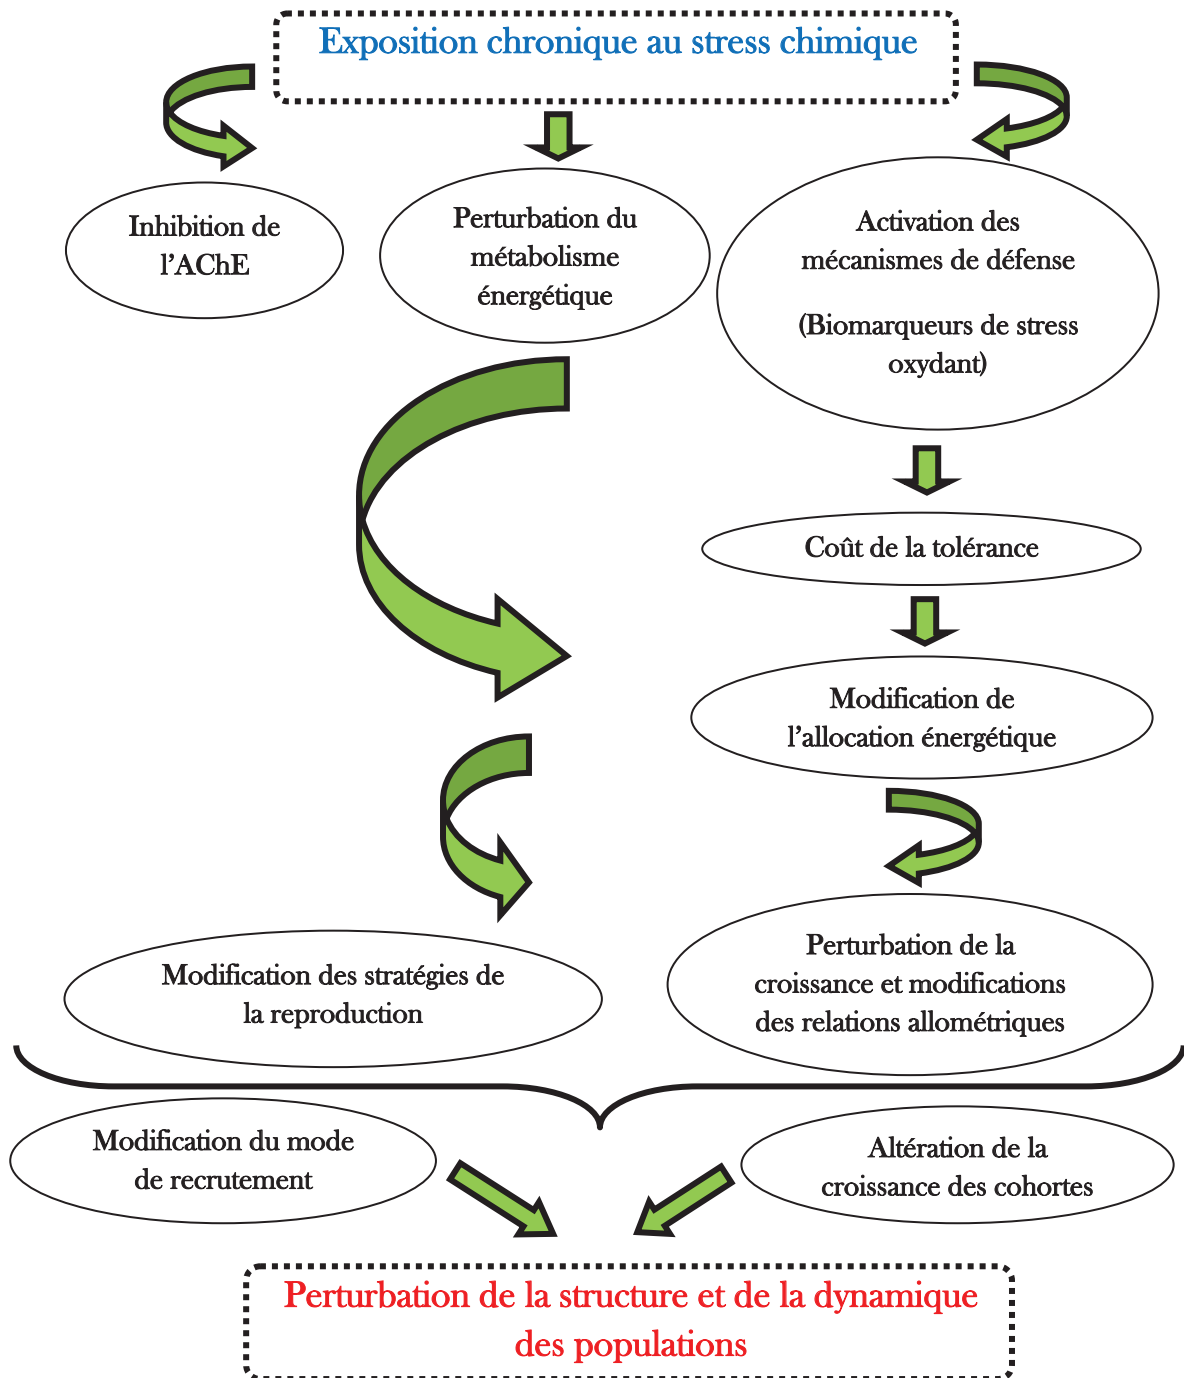 Exposition chronique au stress chimique
Inhibition de
l’AChE
Perturbation du
métabolisme
énergétique
Activation des
mécanismes de défense
(Biomarqueurs de stress
oxydant)
Coût de la tolérance
Modification de
l’allocation énergétique
Modification des stratégies de
la reproduction
Perturbation de la
croissance et modifications
des relations allométriques
Modification du mode
de recrutement
Altération de la
croissance des cohortes
Perturbation de la structure et de la dynamique
des populations